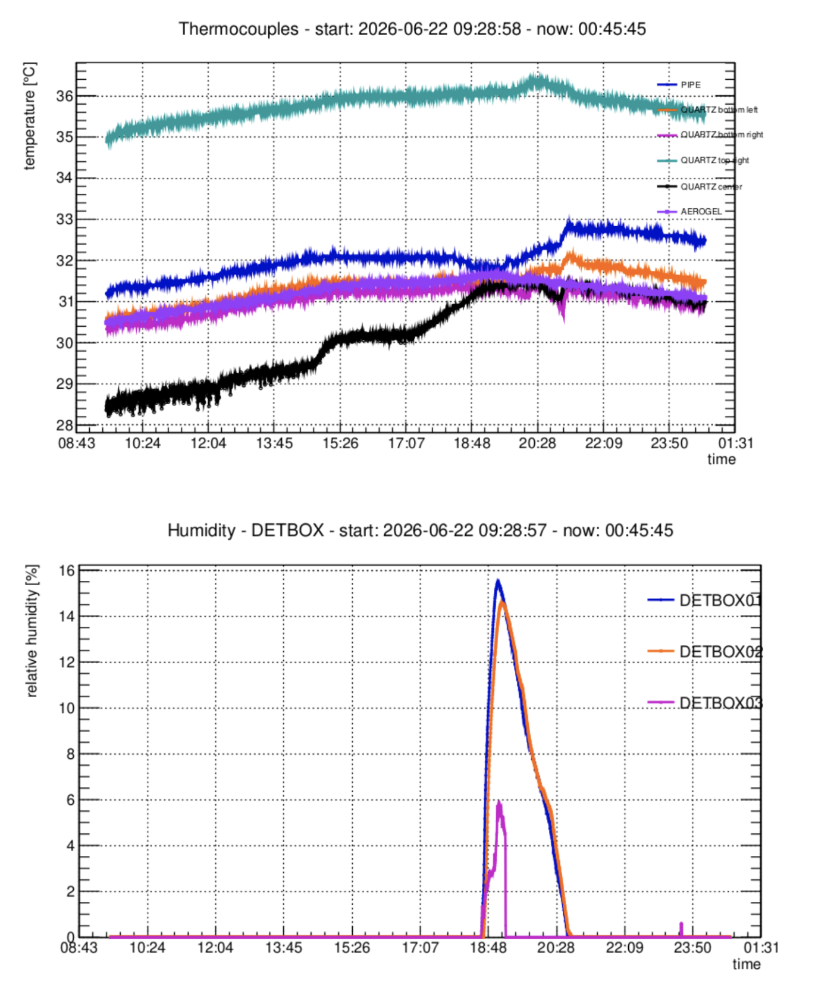 Thermocouples - start: 2026-06-22 09:28:58 - now: 00:45:45
temperature [°C]
36
35
34
33
32
31
30
29
28
PIPE
QUARTZ bottom left
QUARTZ bottom right
QUARTZ top right
QUARTZ center
AEROGEL
08:43 10:24 12:04 13:45 15:26 17:07 18:48 20:28 22:09 23:50 01:31
time
Humidity - DETBOX - start: 2026-06-22 09:28:57 - now: 00:45:45
relative humidity [%]
16
14
12
10
8
6
4
2
0
DETBOX01
DETBOX02
DETBOX03
08:43 10:24 12:04 13:45 15:26 17:07 18:48 20:28 22:09 23:50 01:31
time